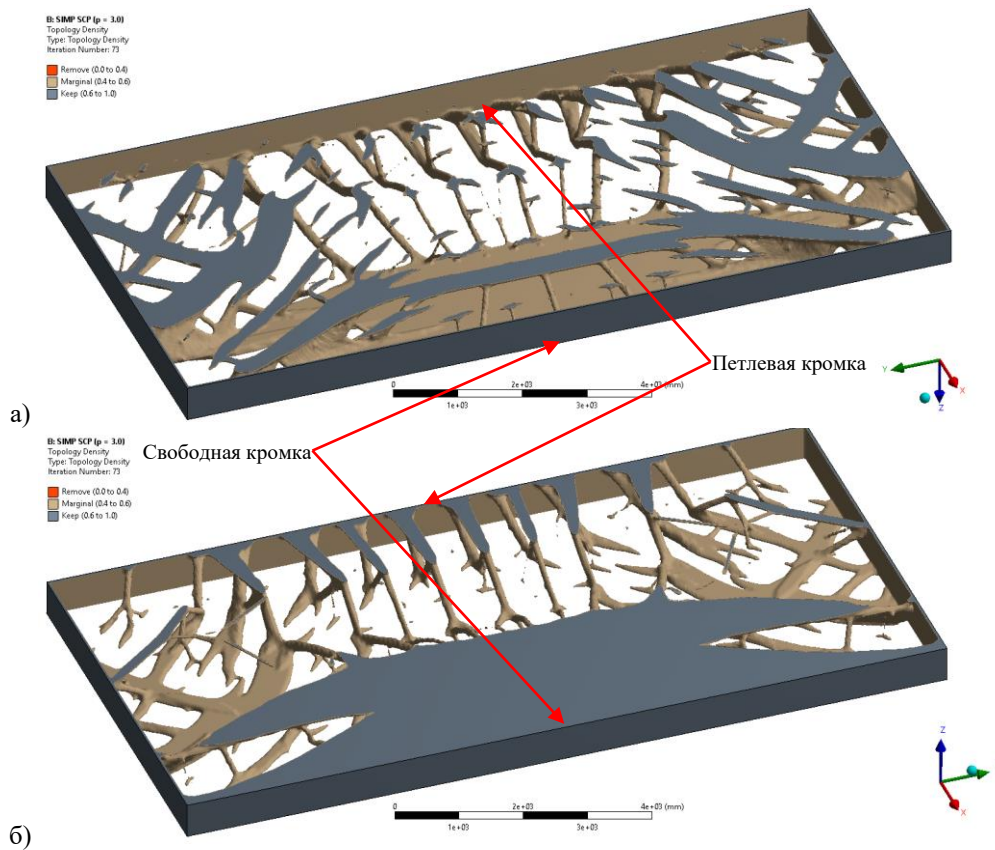 B: SIMP SCP (p = 3.0)
Topology Density
Type: Topology Density
Iteration Number: 73
Remove (0.0 to 0.4)
Marginal (0.4 to 0.6)
Keep (0.6 to 1.0)
Петлевая кромка
Y
X
Z
0 2e+03 4e+03 (mm)
1e+03 3e+03
а)
B: SIMP SCP (p = 3.0)
Topology Density
Type: Topology Density
Iteration Number: 73
Свободная кромка
Remove (0.0 to 0.4)
Marginal (0.4 to 0.6)
Keep (0.6 to 1.0)
Z
X
0 2e+03 4e+03 (mm)
1e+03 3e+03
б)